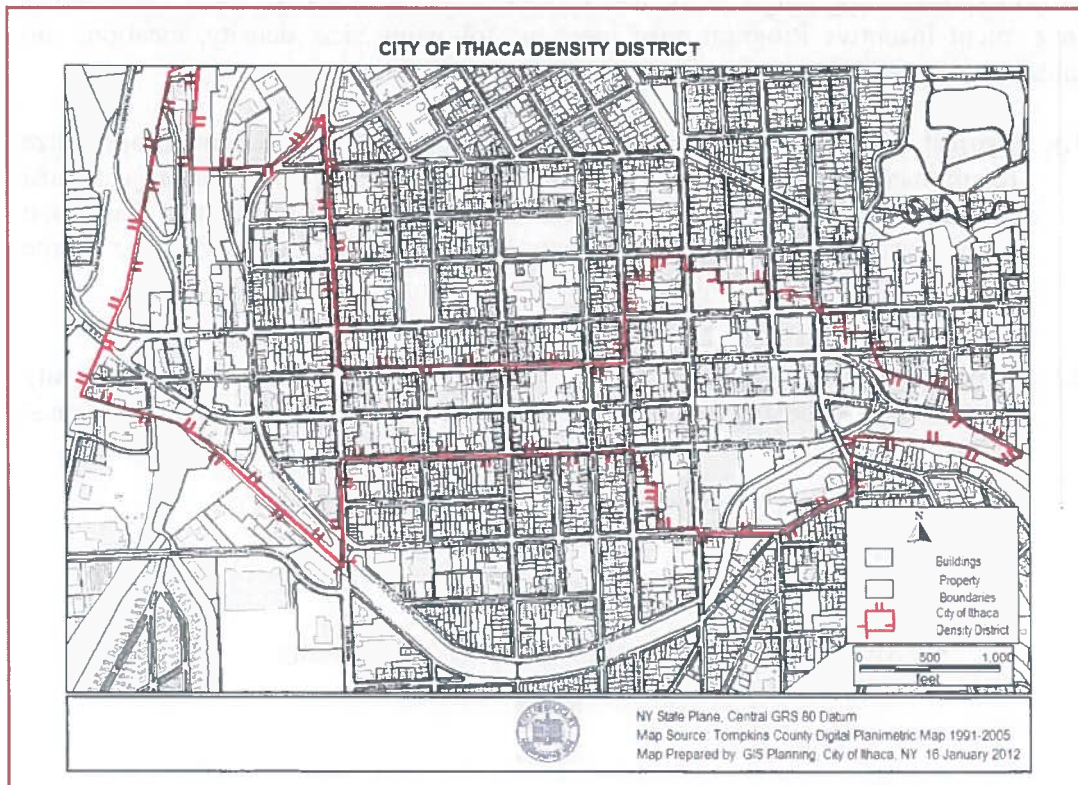 CITY OF ITHACA DENSITY DISTRICT
N
Buildings
Property
Boundaries
City of Ithaca
Density District
0 500 1,000
feet
NY State Plane, Central GRS 80 Datum
Map Source: Tompkins County Digital Planimetric Map 1991-2005
Map Prepared by: GIS Planning, City of Ithaca, NY 16 January 2012